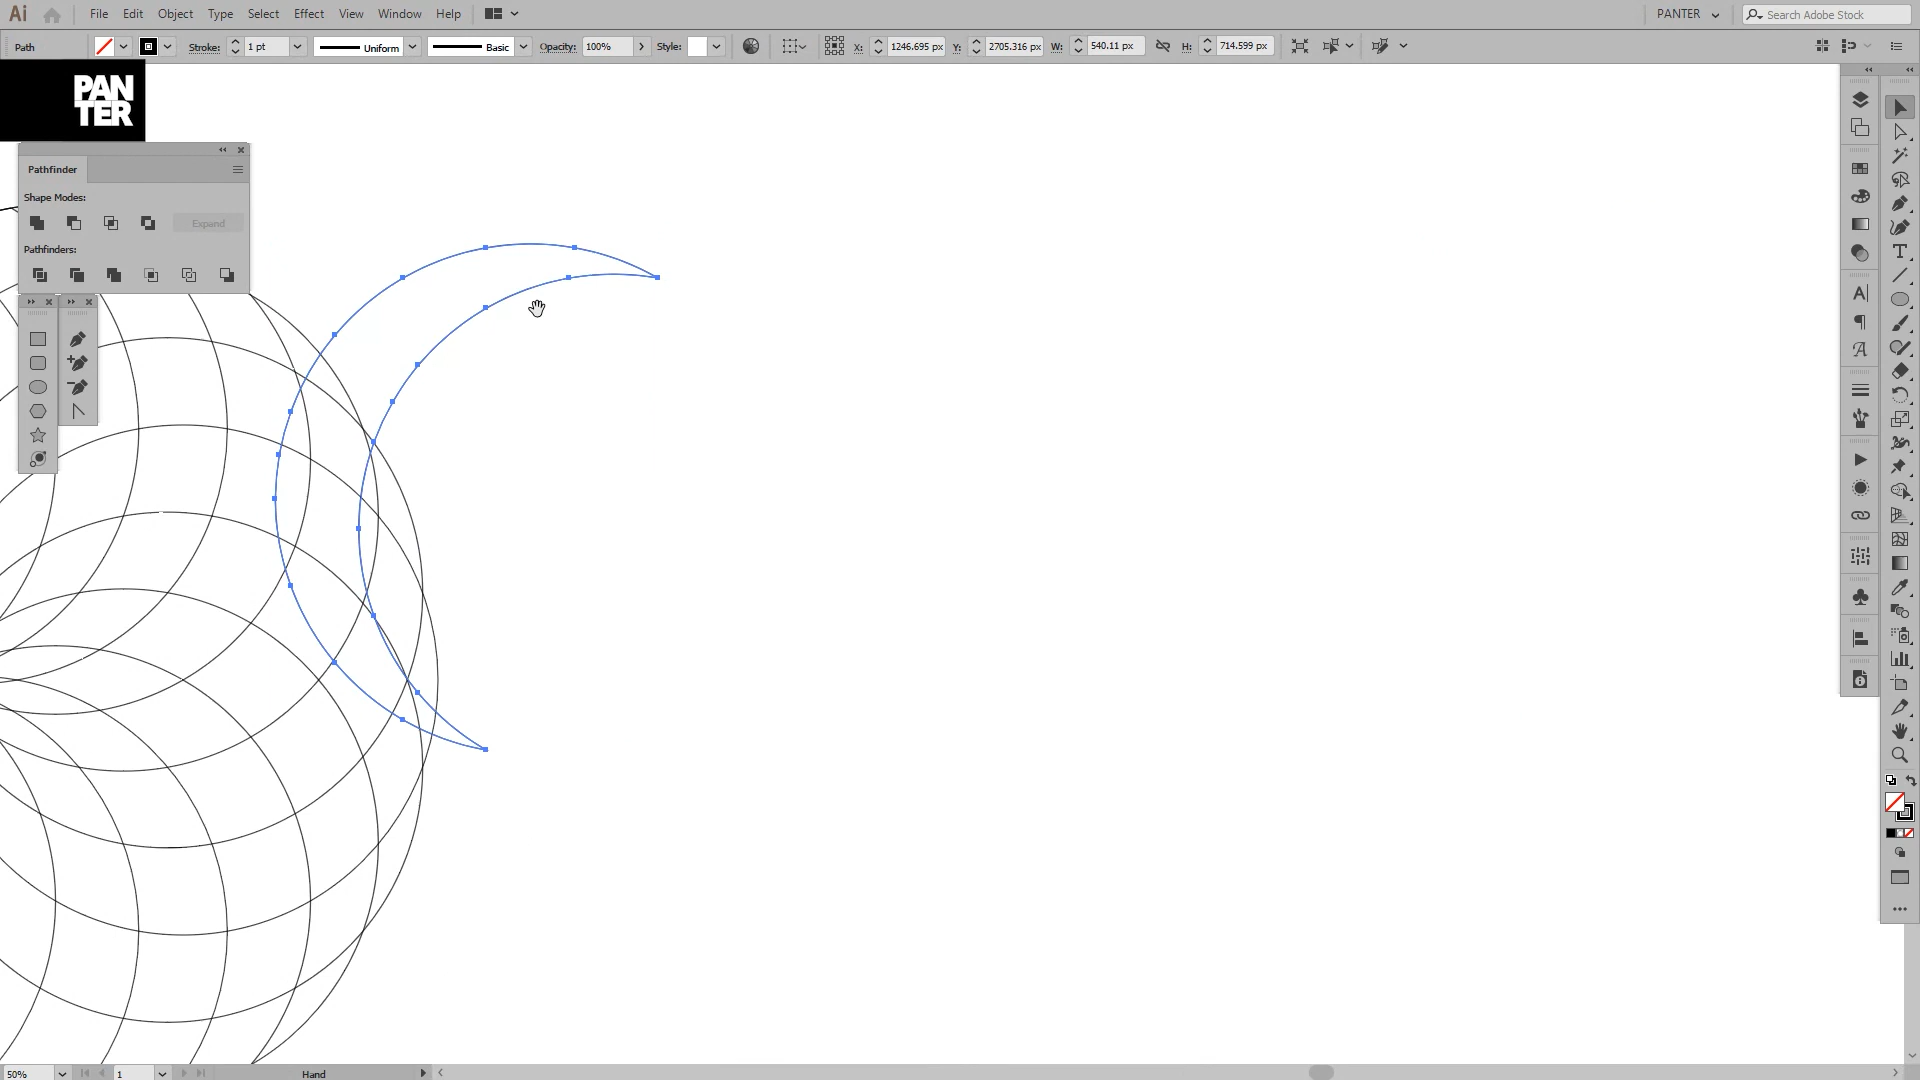 Ai File Edit Object Type Select Effect View Window Help PANTER Search Adobe Stock
Path Stroke: 1 pt Uniform Basic Opacity: 100% Style: X: 1246.695 px Y: 2705.316 px W: 540.11 px H: 714.599 px
PAN
TER
Pathfinder
Shape Modes:
Expand
Pathfinders:
50% 1 Hand